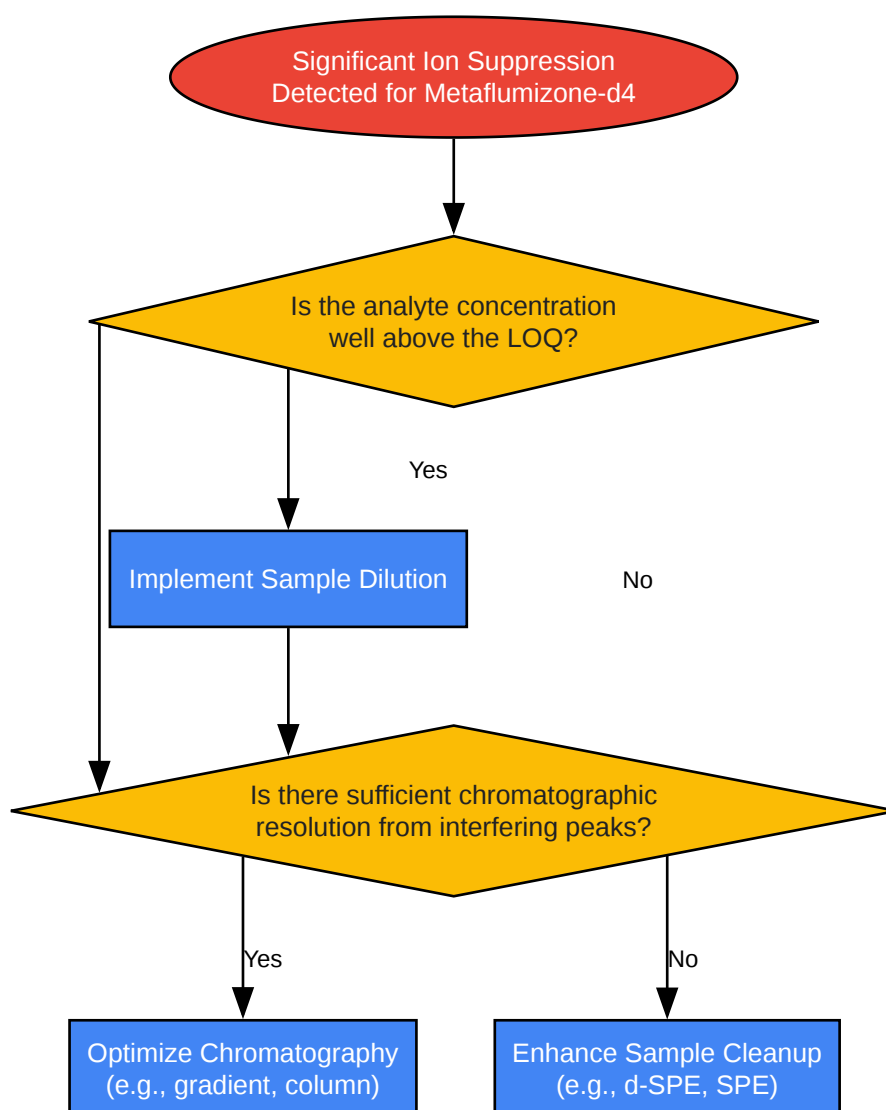 Significant Ion Suppression
Detected for Metaflumizone-d4
Is the analyte concentration
well above the LOQ?
Yes
Implement Sample Dilution
No
Is there sufficient chromatographic
resolution from interfering peaks?
Yes
No
Optimize Chromatography
(e.g., gradient, column)
Enhance Sample Cleanup
(e.g., d-SPE, SPE)